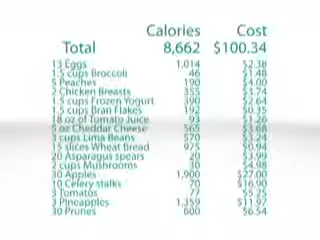 Calories Cost
Total 8,662 $100.34
13 Eggs 1,014 $2.38
1.5 cups Broccoli 46 $1.48
5 Peaches 190 $4.00
2 Chicken Breasts 355 $3.74
1.5 cups Frozen Yogurt 390 $2.64
1.5 cups Bran Flakes 192 $0.35
18 oz of Tomato Juice 93 $1.26
5 oz Cheddar Cheese 565 $3.68
3 cups Lima Beans 570 $1.24
15 slices Wheat Bread 975 $0.94
20 Asparagus spears 20 $3.99
2 cups Mushrooms 30 $4.98
30 Apples 1,900 $27.00
10 Celery stalks 70 $16.90
3 Tomatos 77 $5.25
3 Pineapples 1,359 $11.97
30 Prunes 600 $6.54